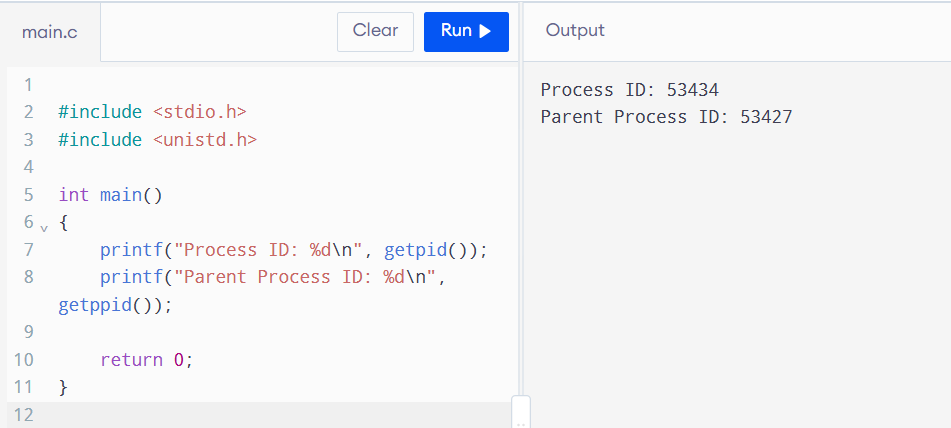 main.c
Clear
Run
Output
1
2 #include <stdio.h>
3 #include <unistd.h>
4
5 int main()
6 {
7     printf("Process ID: %d\n", getpid());
8     printf("Parent Process ID: %d\n",
getppid());
9
10     return 0;
11 }
12
Process ID: 53434
Parent Process ID: 53427